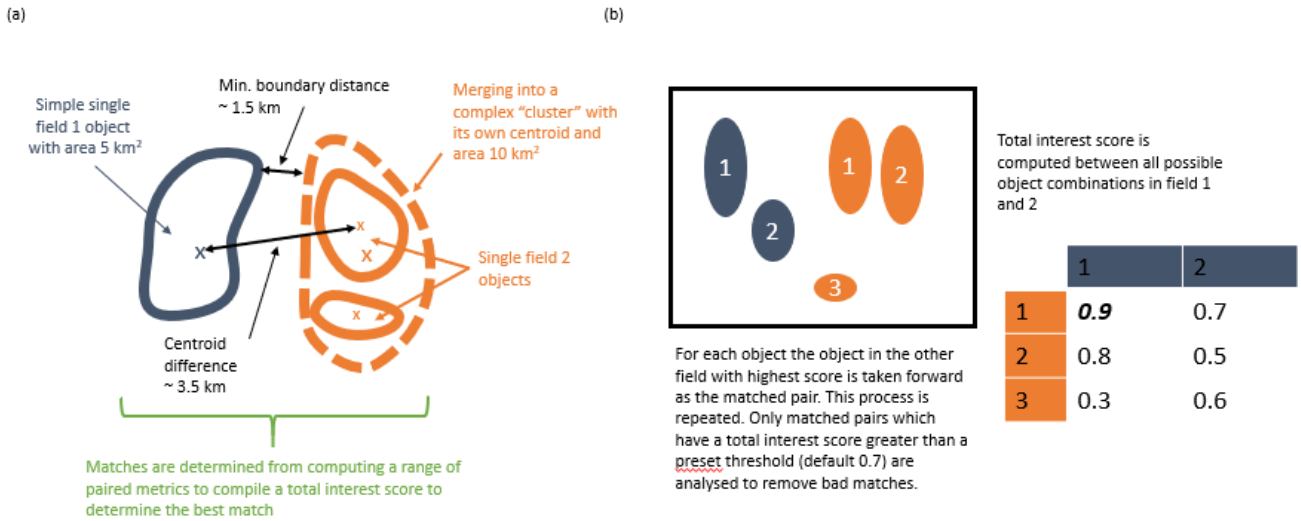 (a)
Simple single
field 1 object
with area 5 km²
Min. boundary distance
~ 1.5 km
Merging into a
complex “cluster” with
its own centroid and
area 10 km²
x
X
X
x
Single field 2
objects
Centroid
difference
~ 3.5 km
Matches are determined from computing a range of
paired metrics to compile a total interest score to
determine the best match
(b)
1
2
1
2
3
For each object the object in the other
field with highest score is taken forward
as the matched pair. This process is
repeated. Only matched pairs which
have a total interest score greater than a
preset threshold (default 0.7) are
analysed to remove bad matches.
Total interest score is
computed between all possible
object combinations in field 1
and 2
1 2
1 0.9 0.7
2 0.8 0.5
3 0.3 0.6